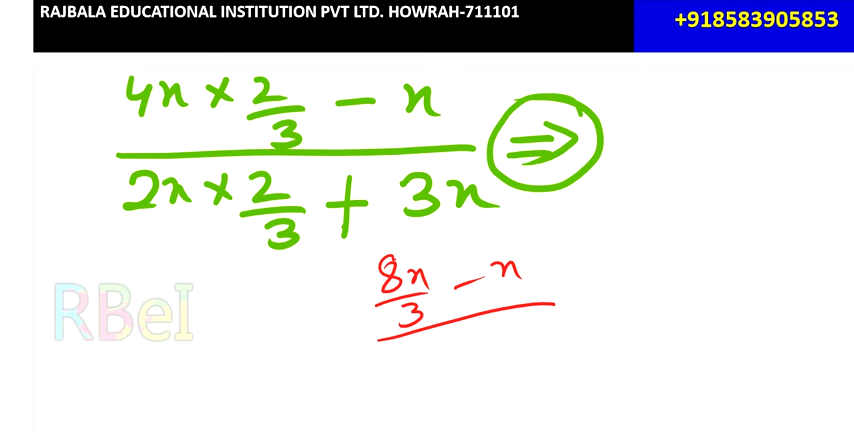 RAJBALA EDUCATIONAL INSTITUTION PVT LTD. HOWRAH-711101
+918583905853
4x × 2/3 - x
2x × 2/3 + 3x
⇒
8x/3 - x
RBeI